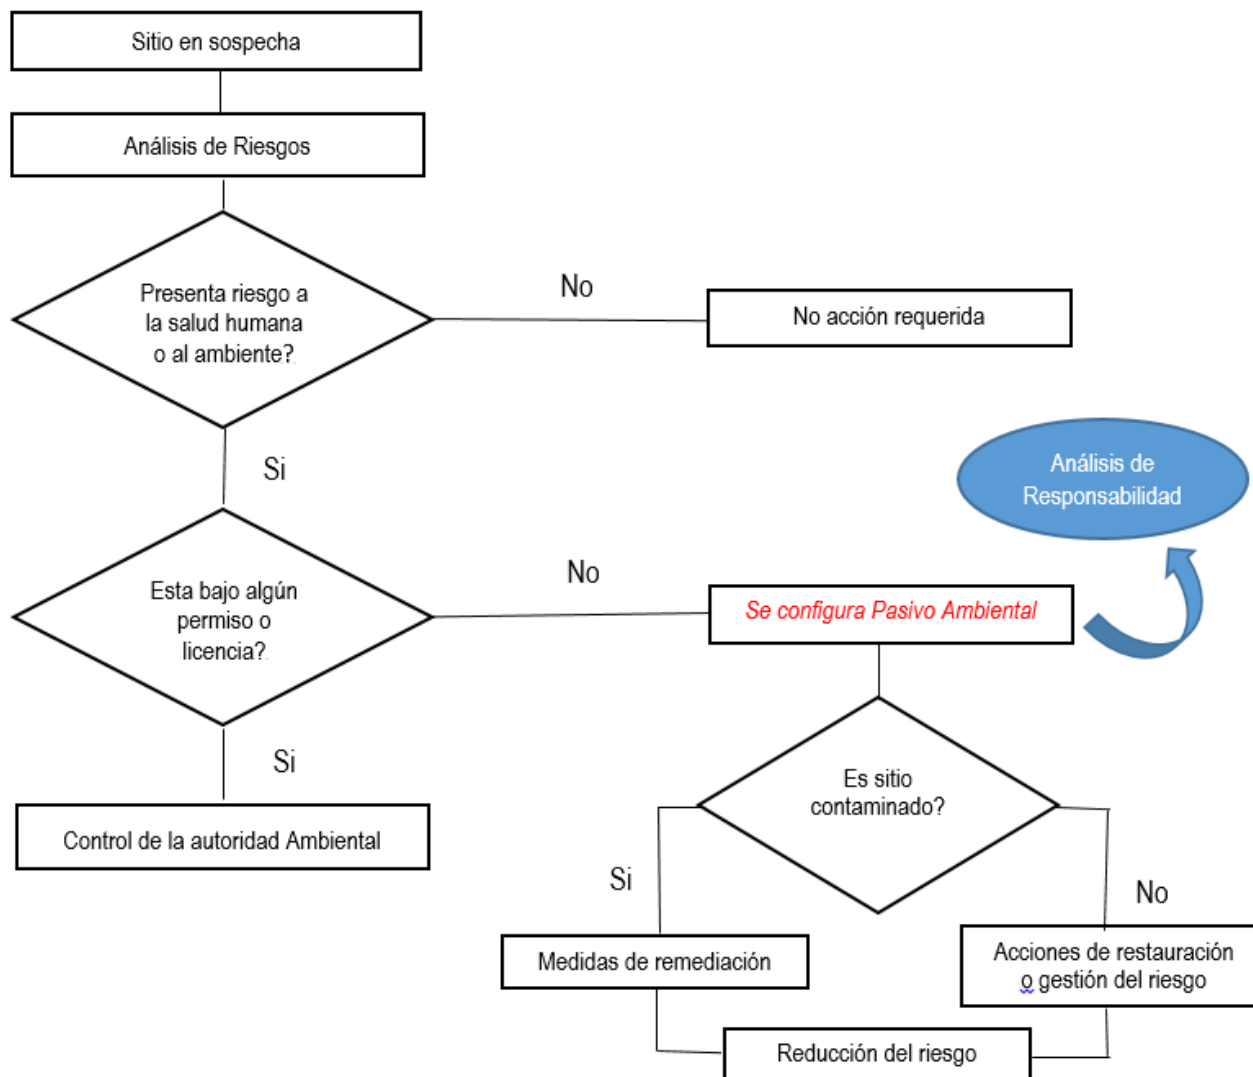 Sitio en sospecha
Análisis de Riesgos
Presenta riesgo a
la salud humana
o al ambiente?
No
No acción requerida
Si
Análisis de
Responsabilidad
Esta bajo algún
permiso o
licencia?
No
Se configura Pasivo Ambiental
Si
Control de la autoridad Ambiental
Es sitio
contaminado?
Si
No
Medidas de remediación
Acciones de restauración
o gestión del riesgo
Reducción del riesgo